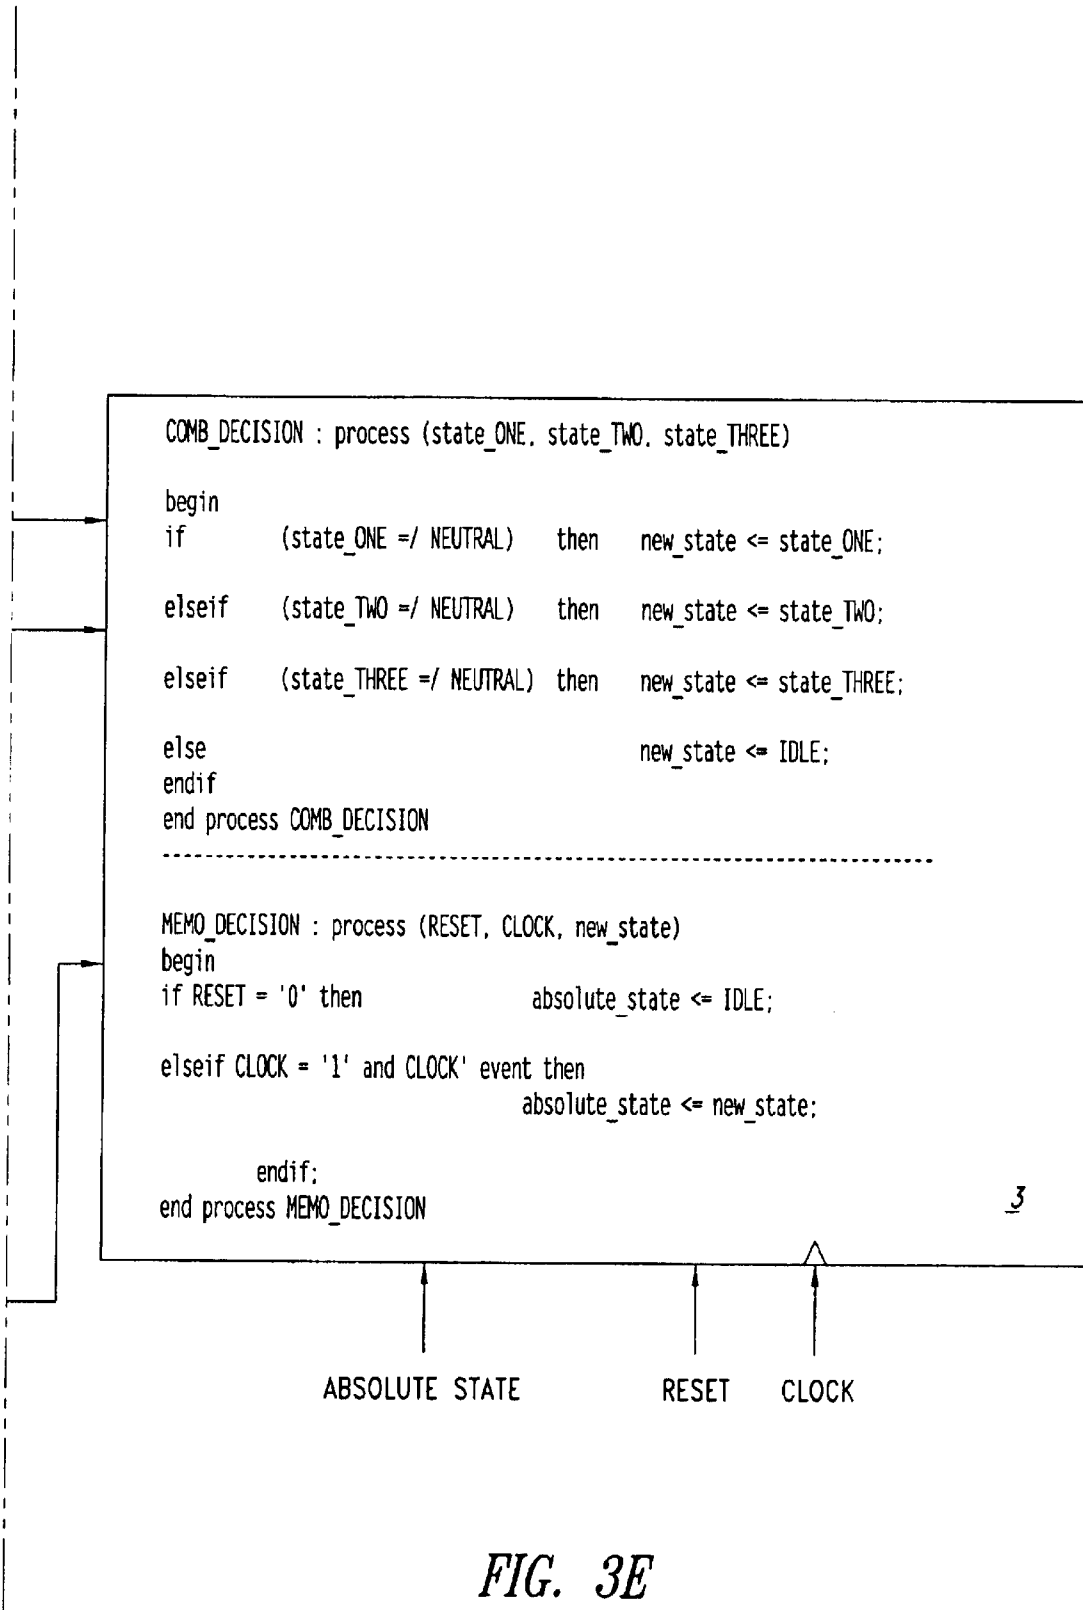 COMB_DECISION : process (state_ONE, state_TWO, state_THREE)
begin
if (state_ONE =/ NEUTRAL) then new_state <= state_ONE;
elseif (state_TWO =/ NEUTRAL) then new_state <= state_TWO;
elseif (state_THREE =/ NEUTRAL) then new_state <= state_THREE;
else new_state <= IDLE;
endif
end process COMB_DECISION
MEMO_DECISION : process (RESET, CLOCK, new_state)
begin
if RESET = '0' then absolute_state <= IDLE;
elseif CLOCK = '1' and CLOCK' event then
absolute_state <= new_state;
endif;
end process MEMO_DECISION
3
ABSOLUTE STATE RESET CLOCK
FIG. 3E